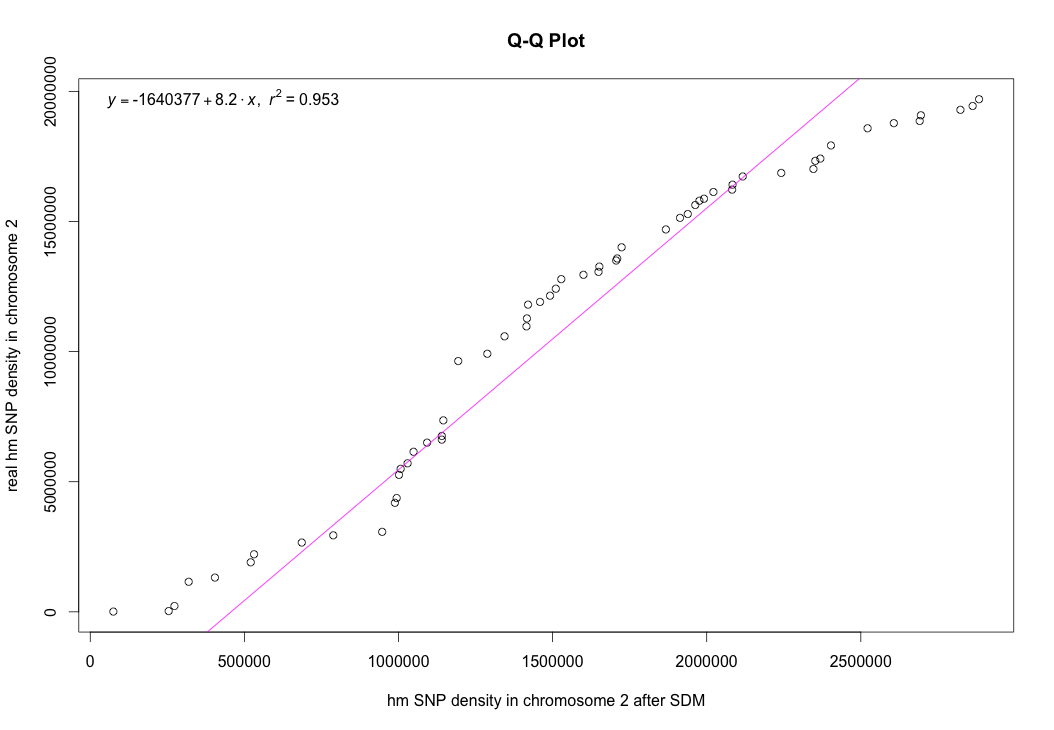 Q-Q Plot
y = -1640377 + 8.2 · x, r² = 0.953
real hm SNP density in chromosome 2
20000000
15000000
10000000
5000000
0
0 500000 1000000 1500000 2000000 2500000
hm SNP density in chromosome 2 after SDM